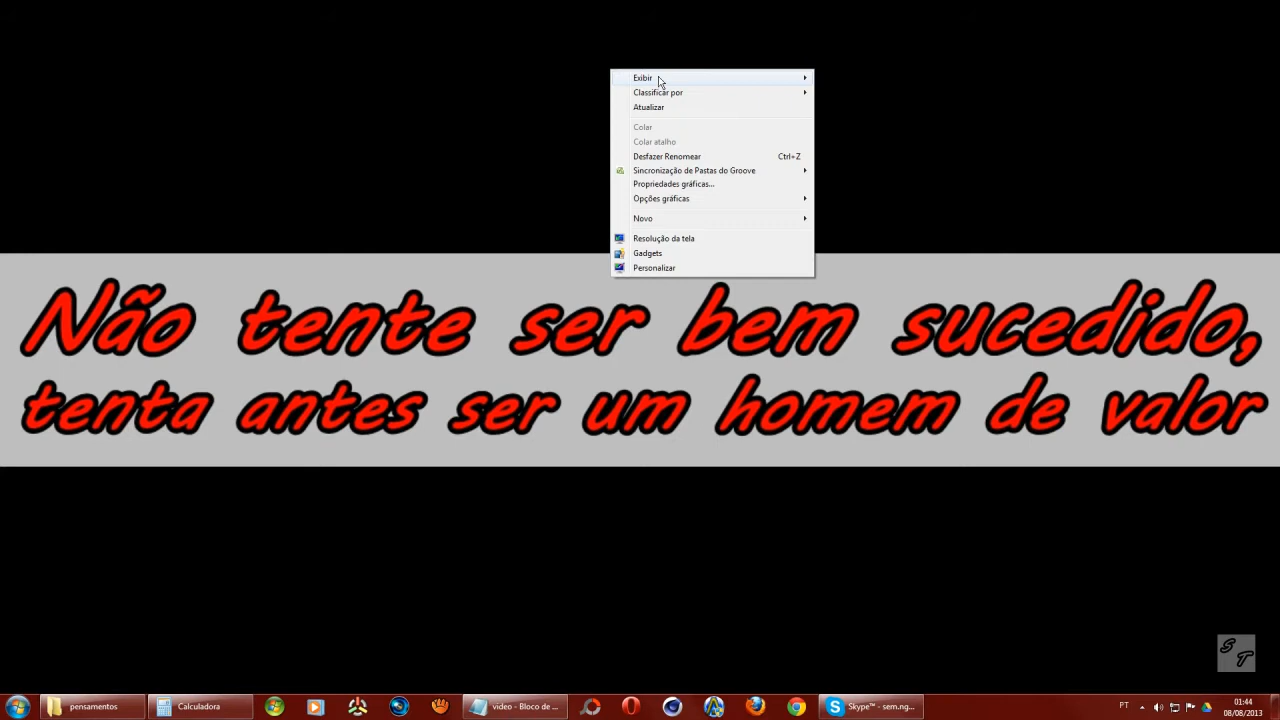 Exibir
Classificar por
Atualizar
Colar
Colar atalho
Desfazer Renomear Ctrl+Z
Sincronização de Pastas do Groove
Propriedades gráficas...
Opções gráficas
Novo
Resolução da tela
Gadgets
Personalizar
Não tente ser bem sucedido,
tenta antes ser um homem de valor
ST
pensamentos Calculadora video - Bloco de ... Skype™ - sem.ng... PT 01:44
08/08/2013